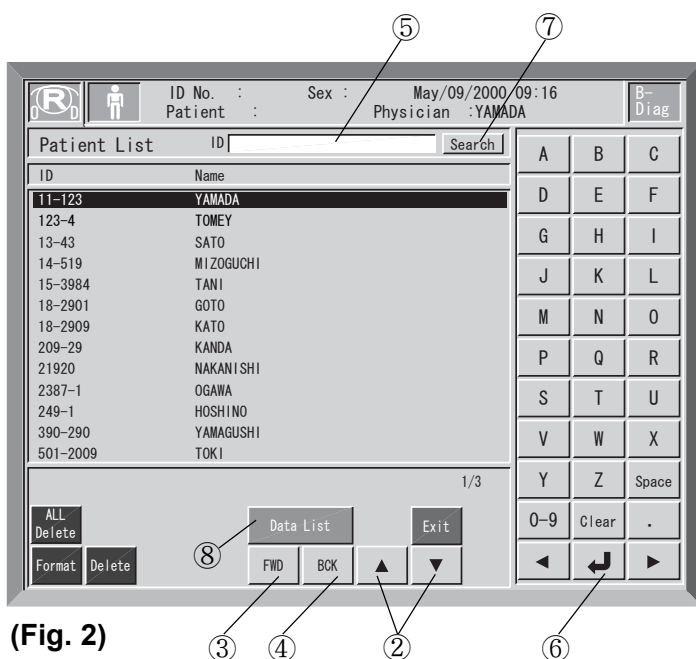 ⑤ ⑦
R O D ID No. : Sex : May/09/2000/09:16 B-
Patient : Physician :YAMADA Diag
Patient List ID Search
ID Name
11-123 YAMADA
123-4 TOMEY
13-43 SATO
14-519 MIZOGUCHI
15-3984 TANI
18-2901 GOTO
18-2909 KATO
209-29 KANDA
21920 NAKANISHI
2387-1 OGAWA
249-1 HOSHINO
390-290 YAMAGUSHI
501-2009 TOKI
1/3
ALL
Delete
Data List Exit
Format Delete ⑧ FWD BCK ▲ ▼
A B C
D E F
G H I
J K L
M N O
P Q R
S T U
V W X
Y Z Space
0-9 Clear .
◀ ↵ ▶
(Fig. 2) ③ ④ ② ⑥